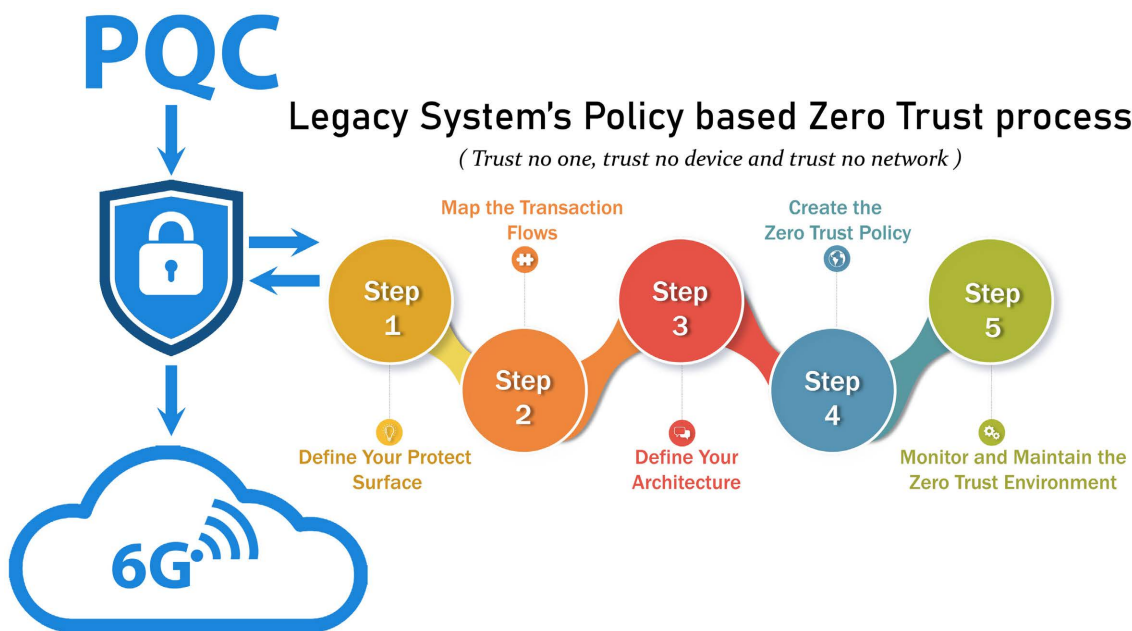 PQC
Legacy System's Policy based Zero Trust process
( Trust no one, trust no device and trust no network )
Map the Transaction
Flows
Create the
Zero Trust Policy
Step
1
Step
2
Step
3
Step
4
Step
5
Define Your Protect
Surface
Define Your
Architecture
Monitor and Maintain the
Zero Trust Environment
6G